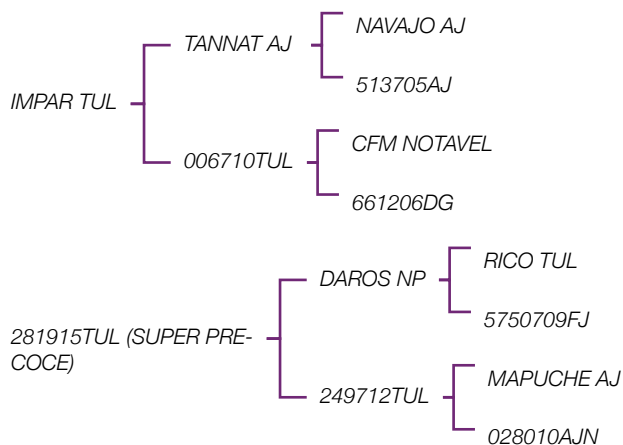 NAVAJO AJ
TANNAT AJ
513705AJ
IMPAR TUL
CFM NOTAVEL
006710TUL
661206DG
RICO TUL
DAROS NP
5750709FJ
281915TUL (SUPER PRE-
COCE)
MAPUCHE AJ
249712TUL
028010AJN